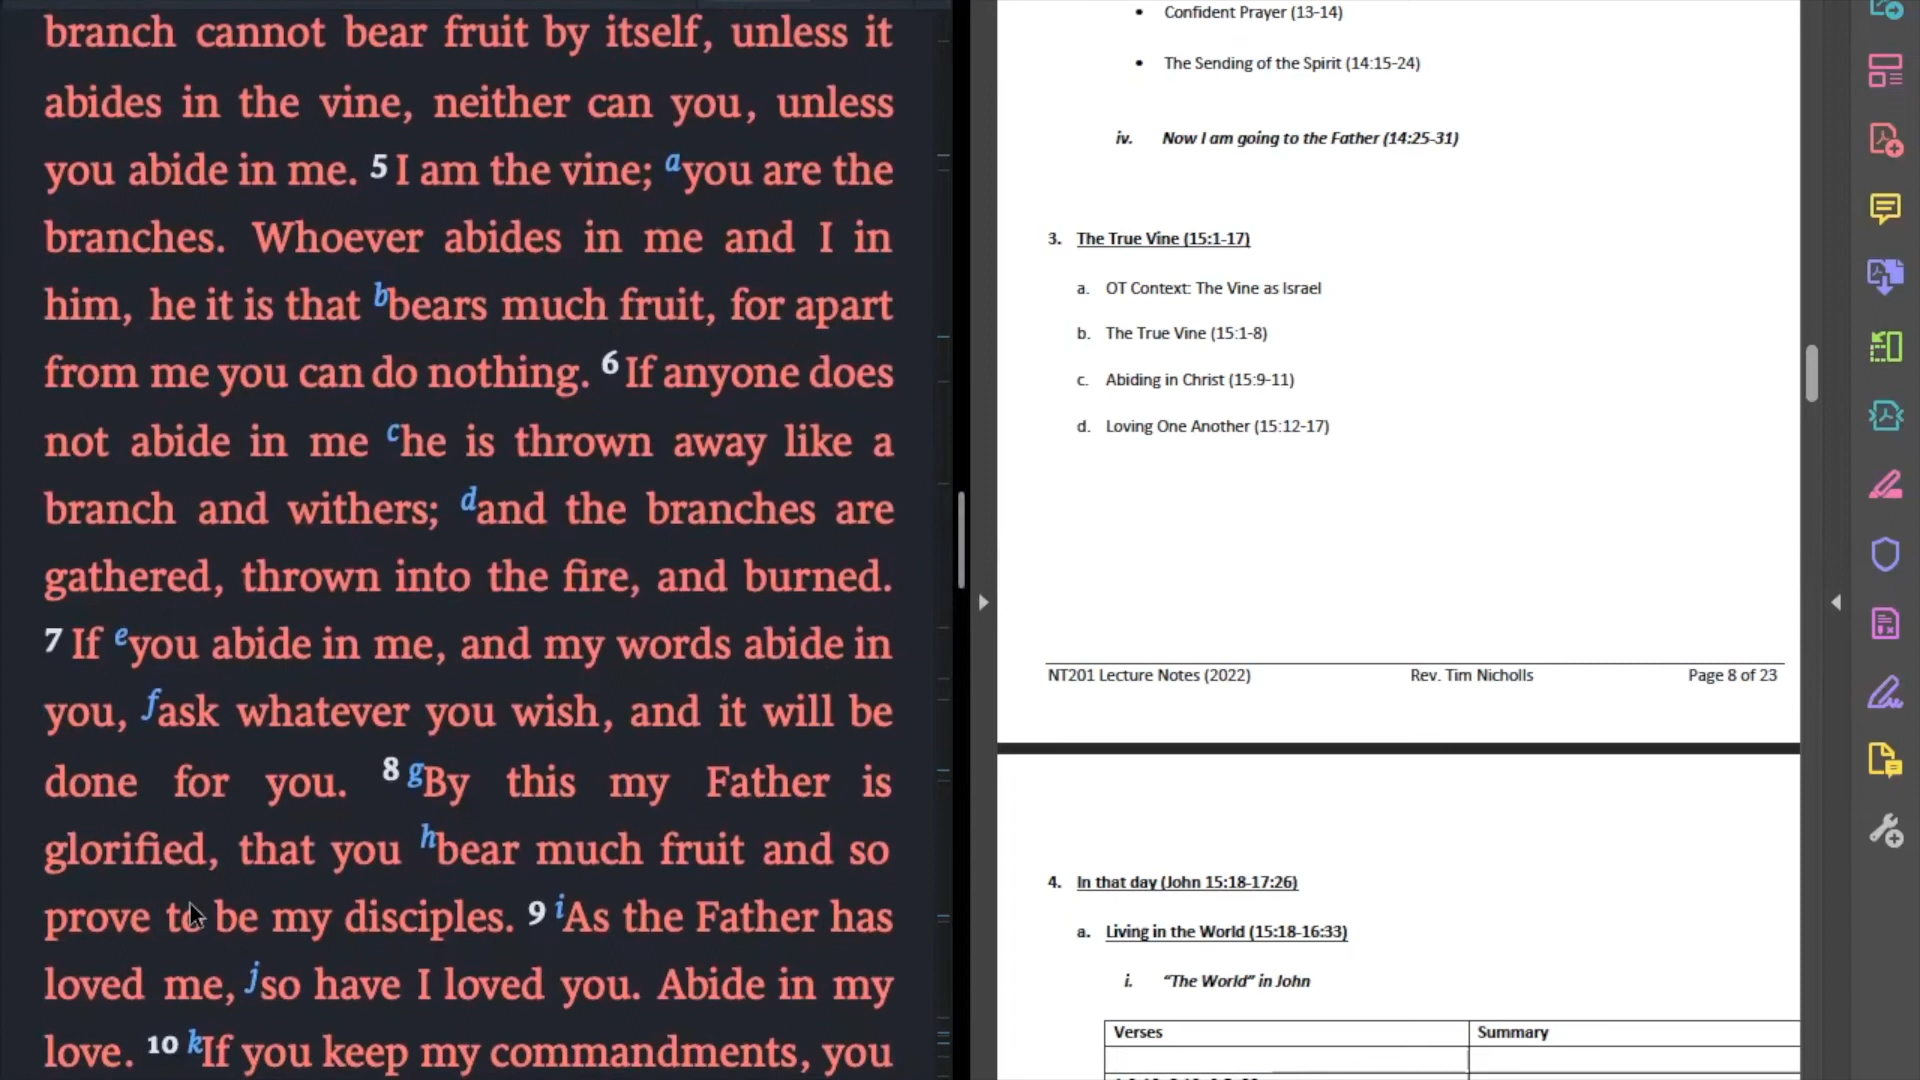 branch cannot bear fruit by itself, unless it
abides in the vine, neither can you, unless
you abide in me. 5 I am the vine; a you are the
branches. Whoever abides in me and I in
him, he it is that b bears much fruit, for apart
from me you can do nothing. 6 If anyone does
not abide in me c he is thrown away like a
branch and withers; d and the branches are
gathered, thrown into the fire, and burned.
7 If e you abide in me, and my words abide in
you, f ask whatever you wish, and it will be
done for you. 8 g By this my Father is
glorified, that you h bear much fruit and so
prove to be my disciples. 9 i As the Father has
loved me, j so have I loved you. Abide in my
love. 10 k If you keep my commandments, you
• Confident Prayer (13-14)
• The Sending of the Spirit (14:15-24)
iv. Now I am going to the Father (14:25-31)
3. The True Vine (15:1-17)
a. OT Context: The Vine as Israel
b. The True Vine (15:1-8)
c. Abiding in Christ (15:9-11)
d. Loving One Another (15:12-17)
NT201 Lecture Notes (2022) Rev. Tim Nicholls Page 8 of 23
4. In that day (John 15:18-17:26)
a. Living in the World (15:18-16:33)
i. “The World” in John
Verses Summary